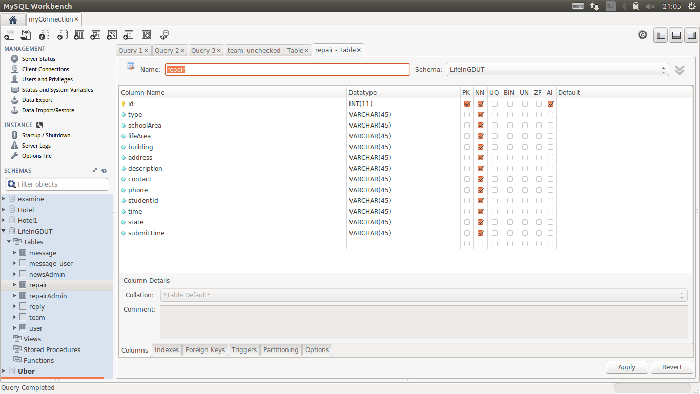 MySQL Workbench
21:05
myConnection ×
MANAGEMENT
Server Status
Client Connections
Users and Privileges
Status and System Variables
Data Export
Data Import/Restore
INSTANCE
Startup / Shutdown
Server Logs
Options File
SCHEMAS
Filter objects
examine
Hotel
Hotel1
LifeInGDUT
Tables
message
message_user
newsAdmin
repair
repairAdmin
reply
team
user
Views
Stored Procedures
Functions
Uber
Query 1 × Query 2 × Query 3 × team_unchecked - Table × repair - Table ×
Name: repair Schema: LifeInGDUT
Column Name Datatype PK NN UQ BIN UN ZF AI Default
id INT(11)
type VARCHAR(45)
schoolArea VARCHAR(45)
lifeArea VARCHAR(45)
building VARCHAR(45)
address VARCHAR(45)
description VARCHAR(45)
contact VARCHAR(45)
phone VARCHAR(45)
studentId VARCHAR(45)
time VARCHAR(45)
state VARCHAR(45)
submitTime VARCHAR(45)
Column Details
Collation: *Table Default*
Comment:
Columns Indexes Foreign Keys Triggers Partitioning Options
Apply Revert
Query Completed